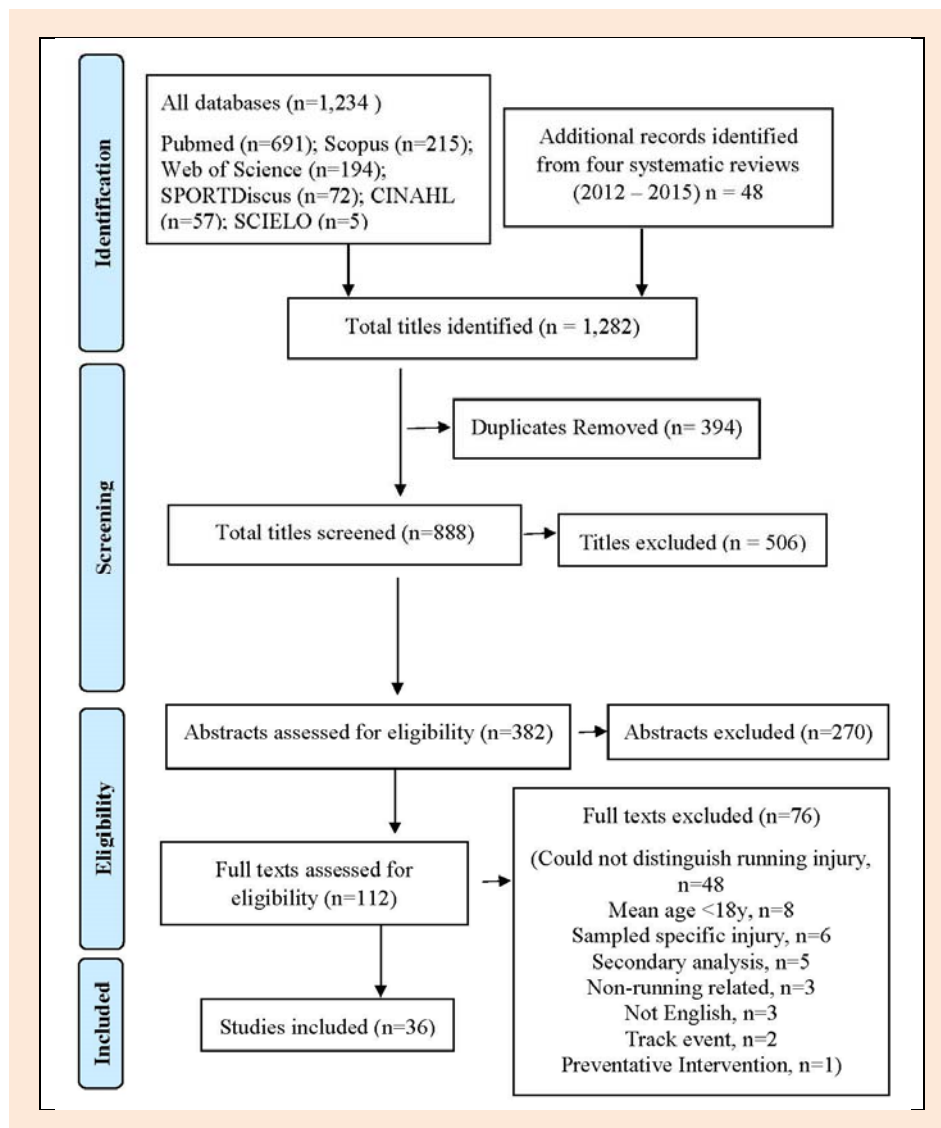 Identification
All databases (n=1,234 )
Pubmed (n=691); Scopus (n=215);
Web of Science (n=194);
SPORTDiscus (n=72); CINAHL
(n=57); SCIELO (n=5)
Additional records identified
from four systematic reviews
(2012 – 2015) n = 48
Total titles identified (n = 1,282)
Screening
Duplicates Removed (n= 394)
Total titles screened (n=888)
Titles excluded (n = 506)
Eligibility
Abstracts assessed for eligibility (n=382)
Abstracts excluded (n=270)
Full texts assessed for
eligibility (n=112)
Full texts excluded (n=76)
(Could not distinguish running injury,
n=48
Mean age <18y, n=8
Sampled specific injury, n=6
Secondary analysis, n=5
Non-running related, n=3
Not English, n=3
Track event, n=2
Preventative Intervention, n=1)
Included
Studies included (n=36)